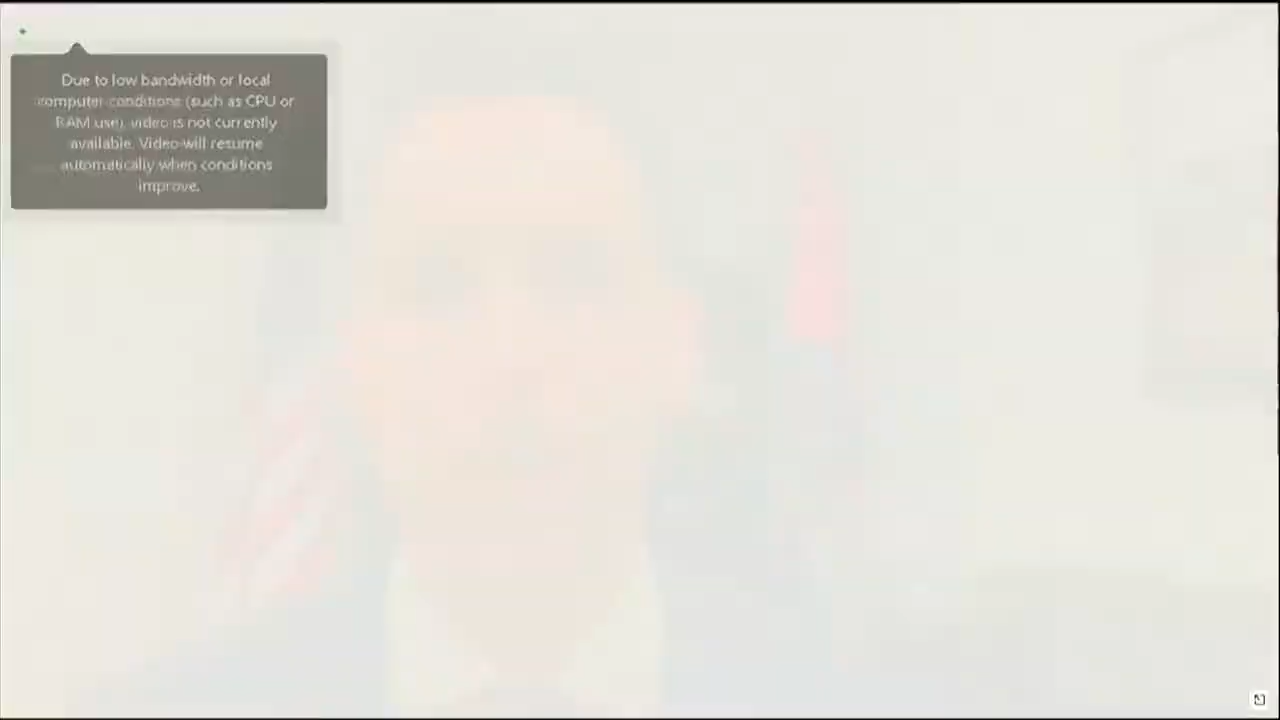 Due to low bandwidth or local
computer conditions (such as CPU or
RAM use), video is not currently
available. Video will resume
automatically when conditions
improve.